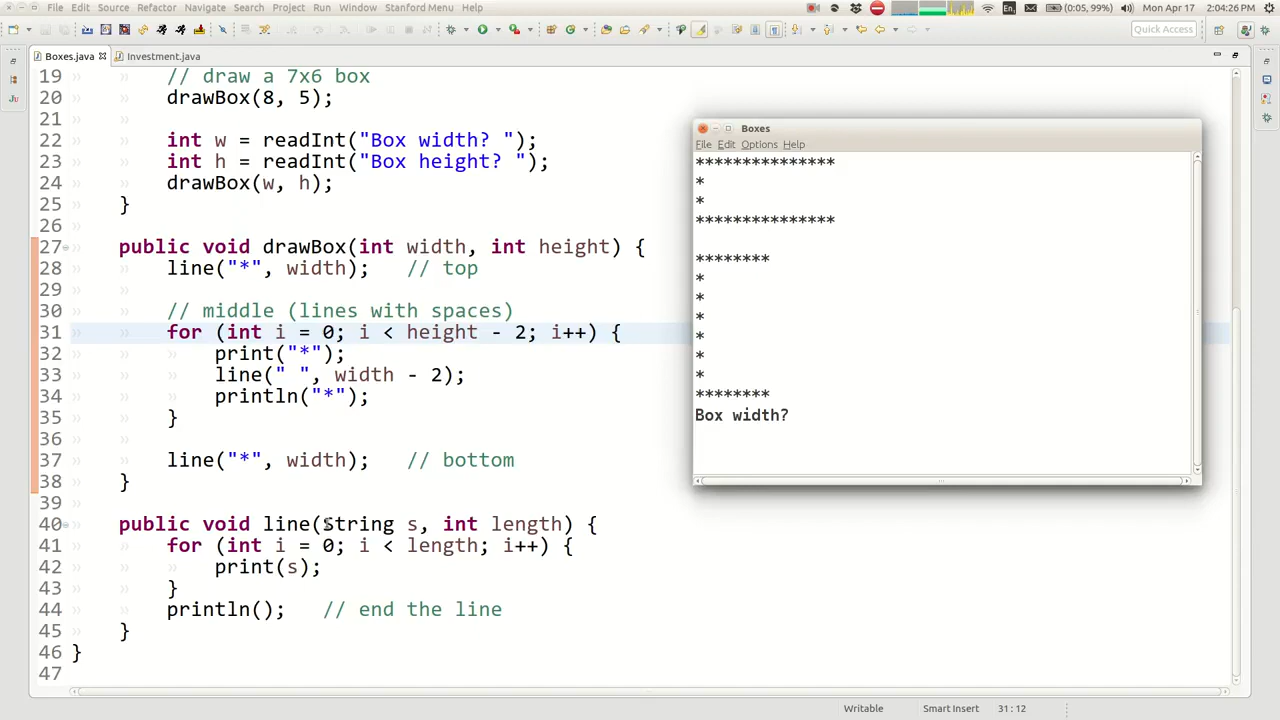 File Edit Source Refactor Navigate Search Project Run Window Stanford Menu Help
En (0:05, 99%) Mon Apr 17 2:04:26 PM
Quick Access
Boxes.java Investment.java
19 // draw a 7x6 box
20 drawBox(8, 5);
21
22 int w = readInt("Box width? ");
23 int h = readInt("Box height? ");
24 drawBox(w, h);
25 }
26
27 public void drawBox(int width, int height) {
28 line("*", width); // top
29
30 // middle (lines with spaces)
31 for (int i = 0; i < height - 2; i++) {
32 print("*");
33 line(" ", width - 2);
34 println("*");
35 }
36
37 line("*", width); // bottom
38 }
39
40 public void line(String s, int length) {
41 for (int i = 0; i < length; i++) {
42 print(s);
43 }
44 println(); // end the line
45 }
46 }
47
Boxes
File Edit Options Help
***************
*
*
***************
********
*
*
*
*
*
*
********
Box width?
Writable Smart Insert 31 : 12